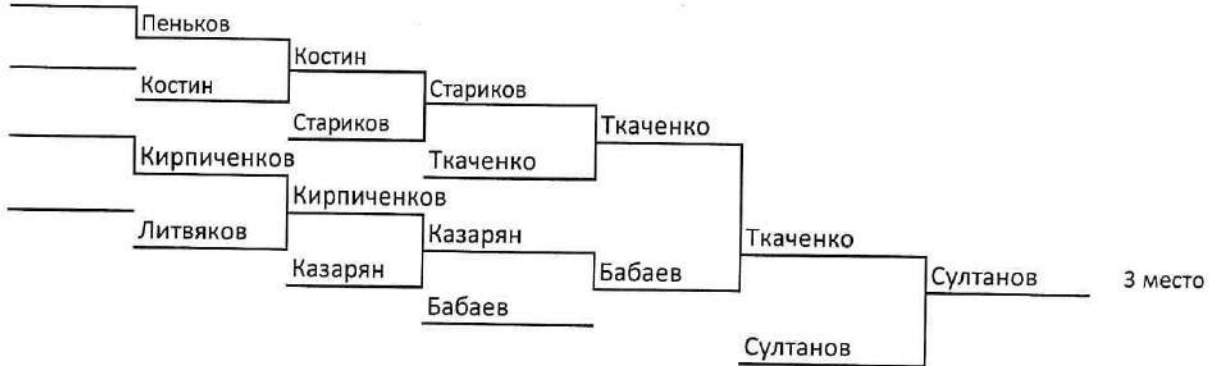 Пеньков
Костин
Костин
Стариков
Стариков
Ткаченко
Ткаченко
Кирпиченков
Кирпиченков
Литвяков
Казарян
Ткаченко
Казарян
Бабаев
Султанов 3 место
Бабаев
Султанов